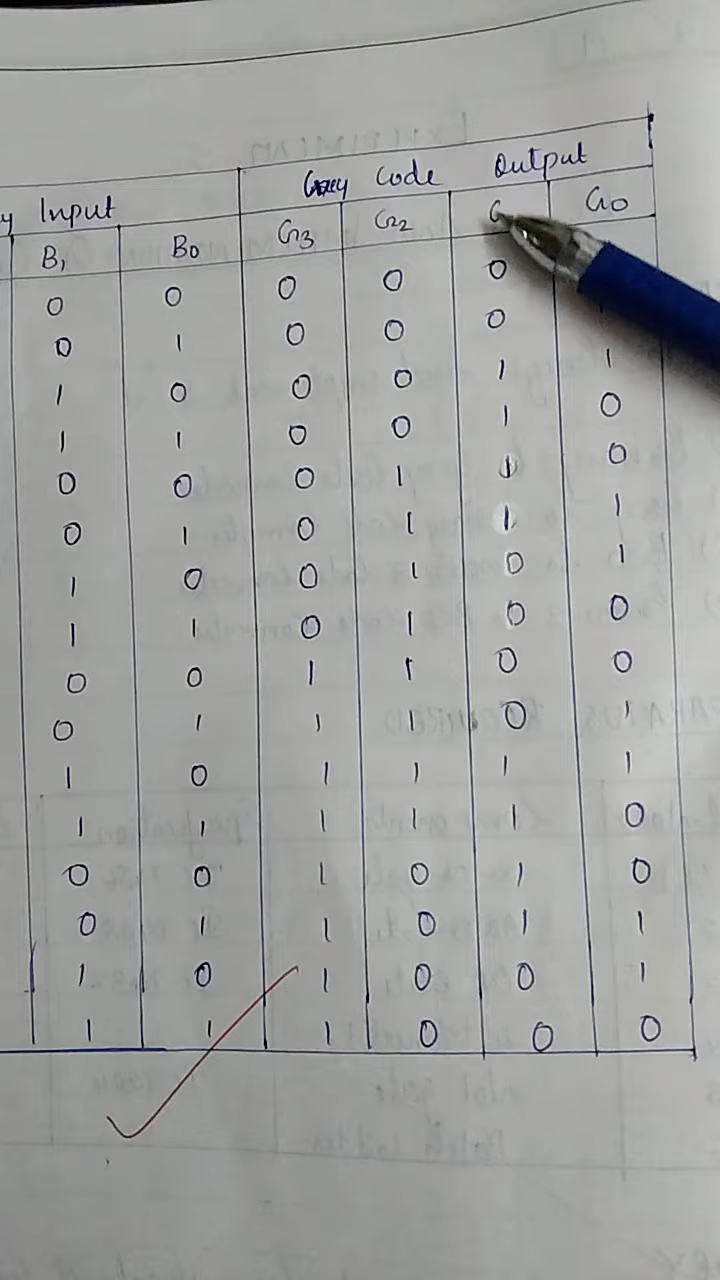 y Input Grey Code Output
B1 B0 G3 G2 G G0
0 0 0 0 0
0 1 0 0 0
1 0 0 0 1 1
1 1 0 0 1 0
0 0 0 1 1 0
0 1 0 1 1 1
1 0 0 1 0 1
1 1 0 1 0 0
0 0 1 1 0 0
0 1 1 1 0 1
1 0 1 1 1 1
1 1 1 1 1 0
0 0 1 0 1 0
0 1 1 0 1 1
1 0 1 0 0 1
1 1 1 0 0 0